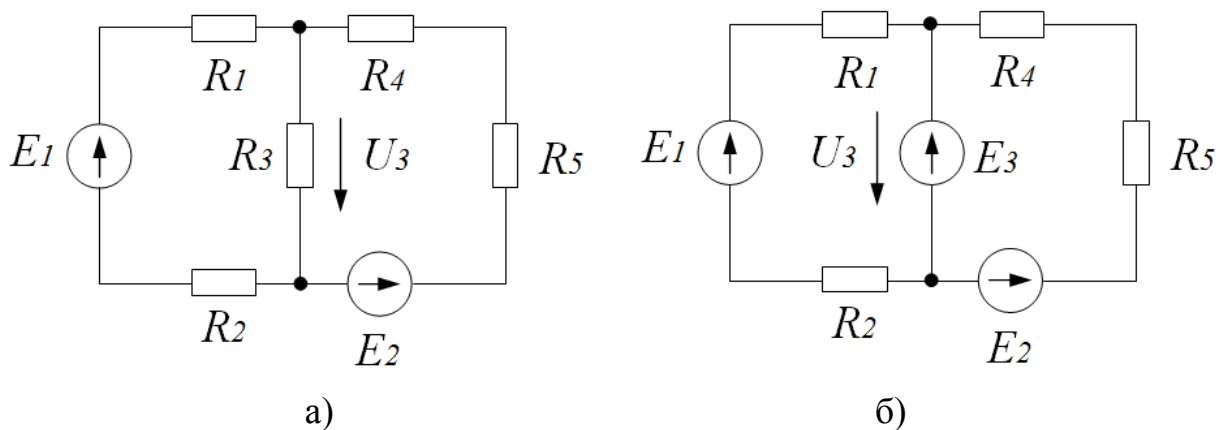 R1 R4
E1 R3 U3 R5
R2 E2
а)
R1 R4
E1 U3 E3 R5
R2 E2
б)